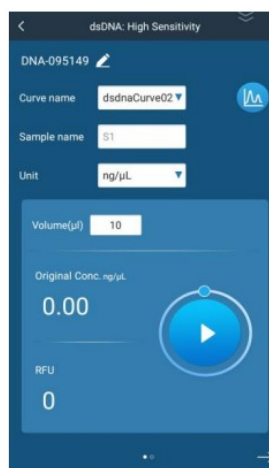 dsDNA: High Sensitivity
DNA-095149
Curve name dsdnaCurve02
Sample name S1
Unit ng/µL
Volume(µl) 10
Original Conc. ng/µL
0.00
RFU
0